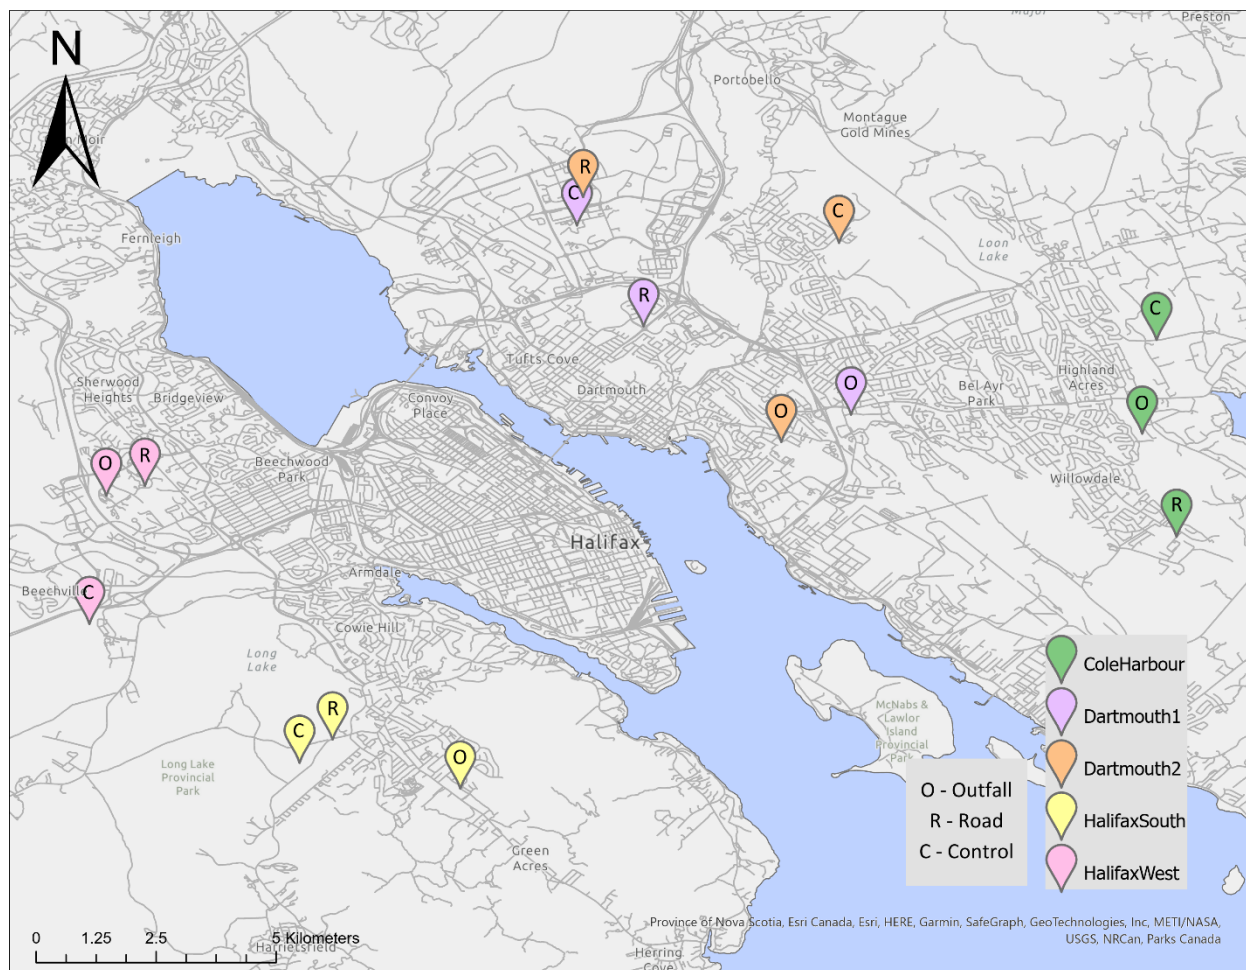 Major
Preston
N
Portobello
Montague
Gold Mines
Moir
R
C
C
Fernleigh
Loon
Lake
R
C
Tufts Cove
Highland
Acres
Sherwood
Heights
Bridgeview
Dartmouth
O
Bel Ayr
Park
Convoy
Place
O
O
R
O
Beechwood
Park
Willowdale
R
Halifax
Armdale
Beechville
C
Cowie Hill
Long
Lake
ColeHarbour
McNabs &
Lawlor
Island
Provincial
Park
R
C
Dartmouth1
O
Long Lake
Provincial
Park
Dartmouth2
O - Outfall
R - Road
C - Control
HalifaxSouth
Green
Acres
HalifaxWest
Province of Nova Scotia, Esri Canada, Esri, HERE, Garmin, SafeGraph, GeoTechnologies, Inc, METI/NASA,
USGS, NRCan, Parks Canada
0 1.25 2.5 5 Kilometers
Harrietsfield
Herring
Cove